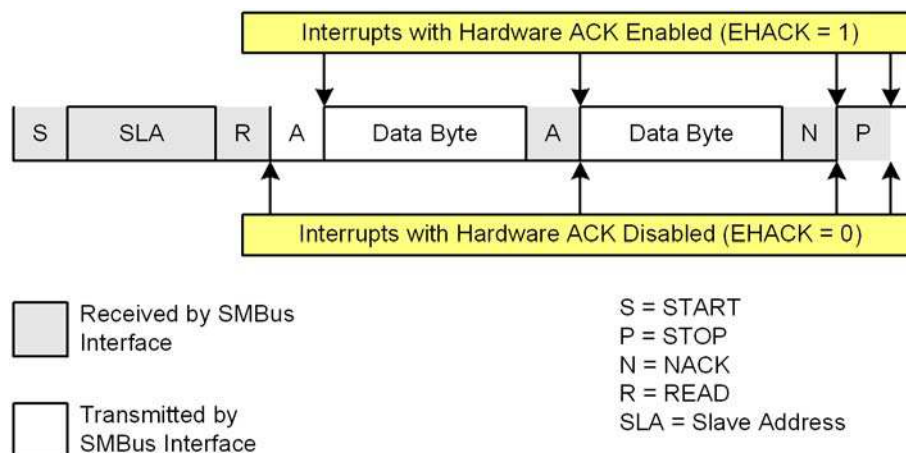 Interrupts with Hardware ACK Enabled (EHACK = 1)
S SLA R A Data Byte A Data Byte N P
Interrupts with Hardware ACK Disabled (EHACK = 0)
Received by SMBus
Interface
Transmitted by
SMBus Interface
S = START
P = STOP
N = NACK
R = READ
SLA = Slave Address